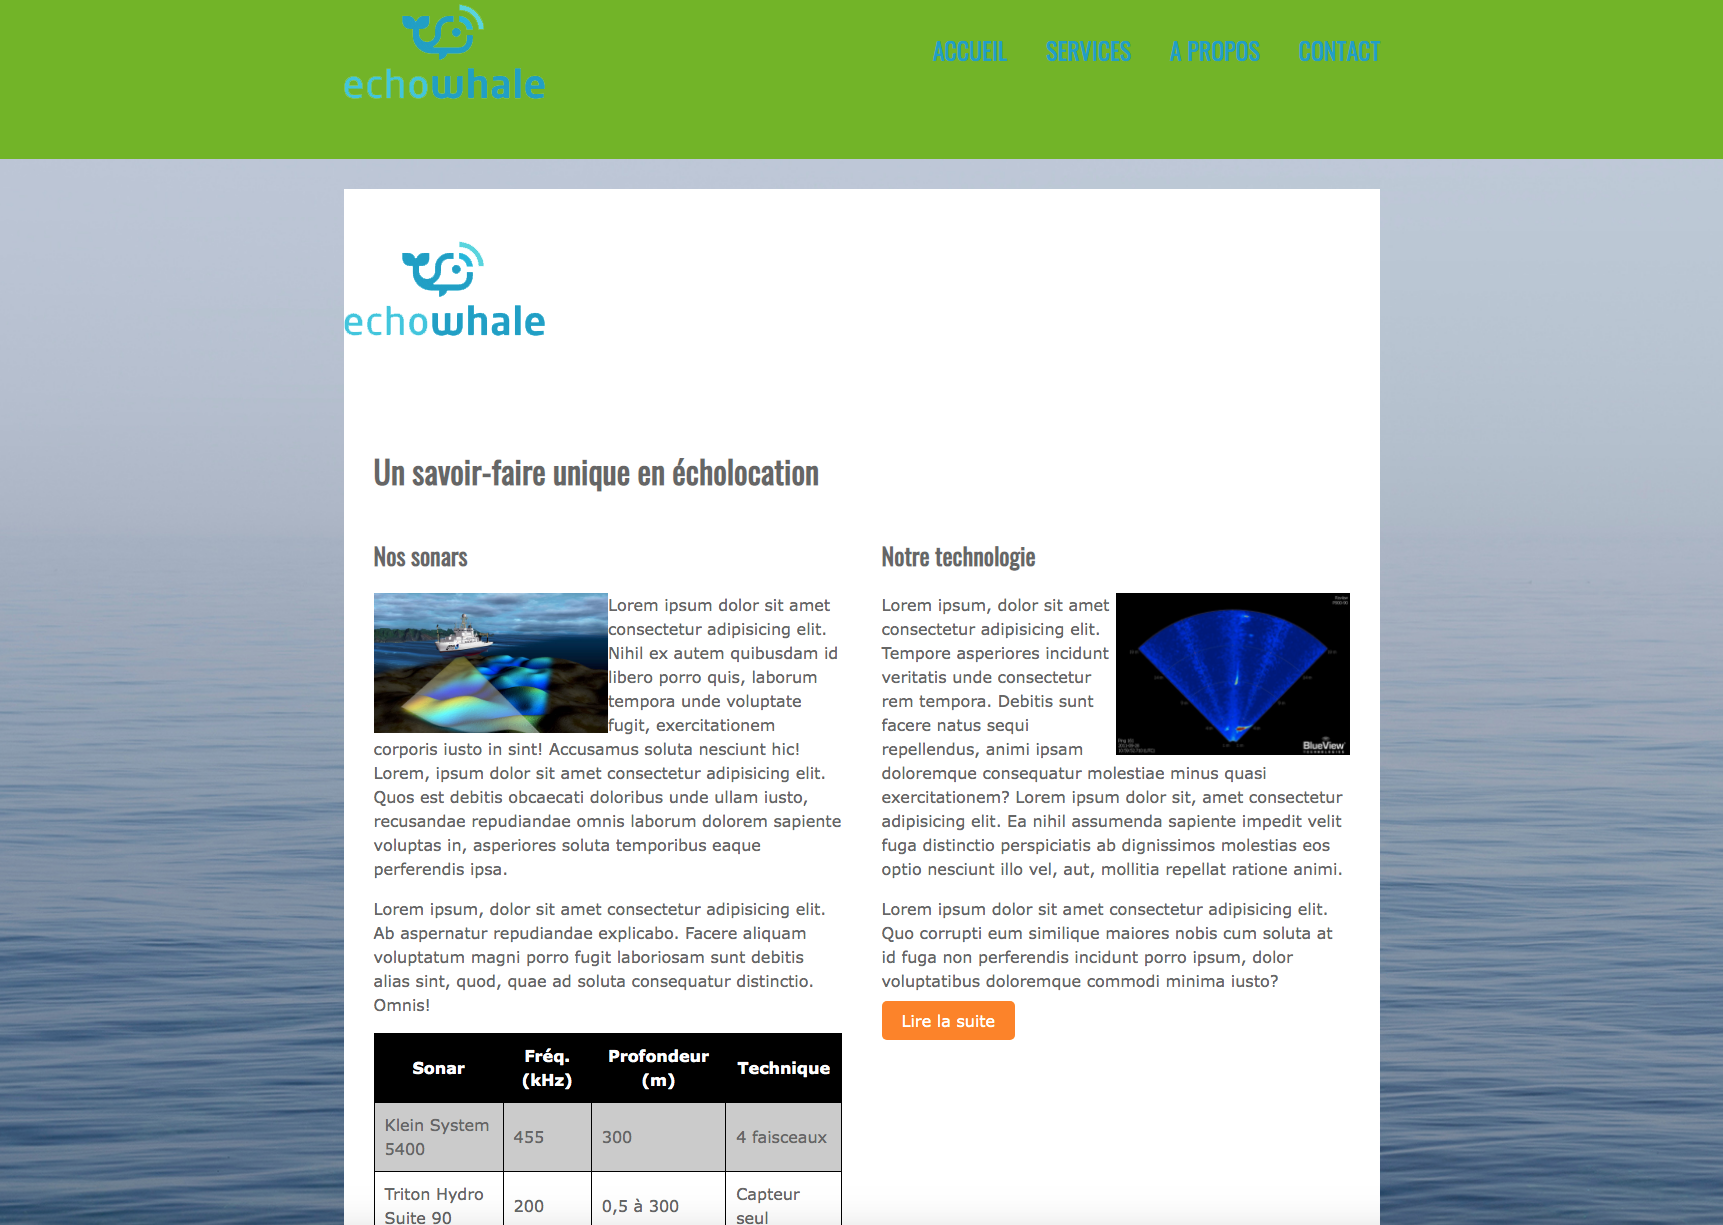 echowhale
ACCUEIL SERVICES A PROPOS CONTACT
echowhale
Un savoir-faire unique en écholocation
Nos sonars
Lorem ipsum dolor sit amet
consectetur adipisicing elit.
Nihil ex autem quibusdam id
libero porro quis, laborum
tempora unde voluptate
fugit, exercitationem
corporis iusto in sint! Accusamus soluta nesciunt hic!
Lorem, ipsum dolor sit amet consectetur adipisicing elit.
Quos est debitis obcaecati doloribus unde ullam iusto,
recusandae repudiandae omnis laborum dolorem sapiente
voluptas in, asperiores soluta temporibus eaque
perferendis ipsa.
Lorem ipsum, dolor sit amet consectetur adipisicing elit.
Ab aspernatur repudiandae explicabo. Facere aliquam
voluptatum magni porro fugit laboriosam sunt debitis
alias sint, quod, quae ad soluta consequatur distinctio.
Omnis!
Sonar Fréq. (kHz) Profondeur (m) Technique
Klein System 5400 455 300 4 faisceaux
Triton Hydro Suite 90 200 0,5 à 300 Capteur seul
Notre technologie
Lorem ipsum, dolor sit amet
consectetur adipisicing elit.
Tempore asperiores incidunt
veritatis unde consectetur
rem tempora. Debitis sunt
facere natus sequi
repellendus, animi ipsam
doloremque consequatur molestiae minus quasi
exercitationem? Lorem ipsum dolor sit, amet consectetur
adipisicing elit. Ea nihil assumenda sapiente impedit velit
fuga distinctio perspiciatis ab dignissimos molestias eos
optio nesciunt illo vel, aut, mollitia repellat ratione animi.
BlueView
Lorem ipsum dolor sit amet consectetur adipisicing elit.
Quo corrupti eum similique maiores nobis cum soluta at
id fuga non perferendis incidunt porro ipsum, dolor
voluptatibus doloremque commodi minima iusto?
Lire la suite